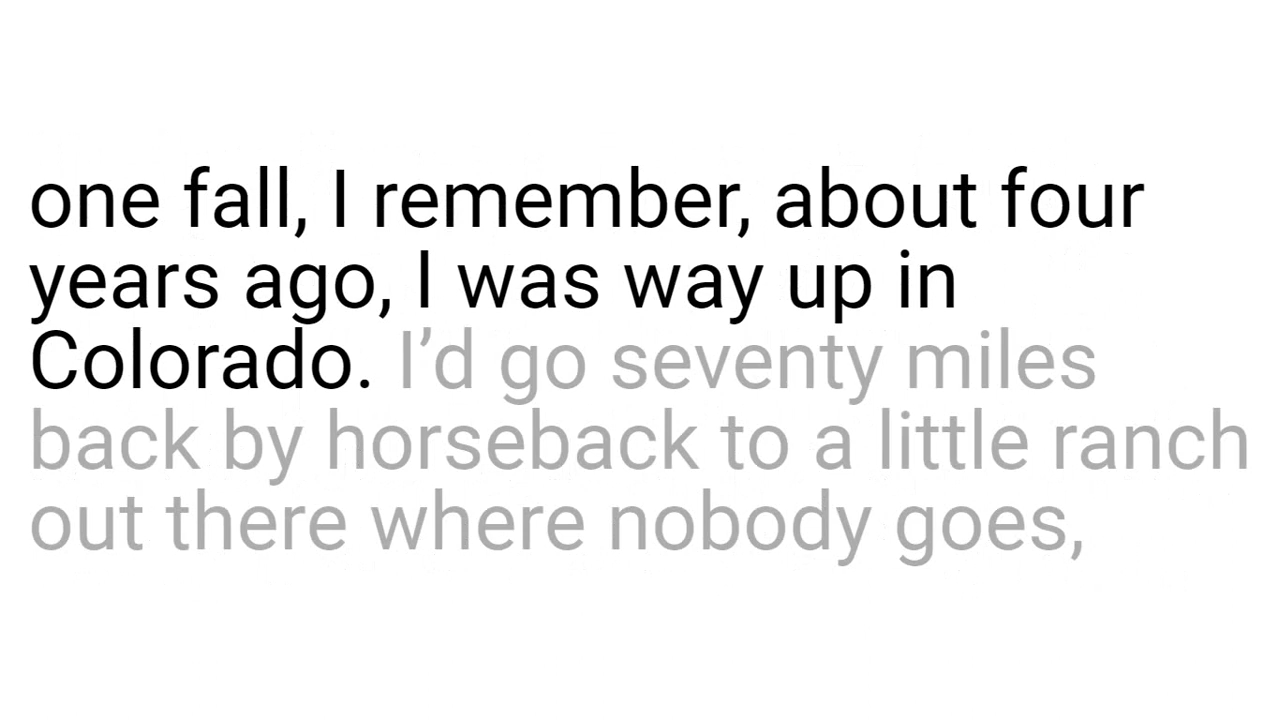 one fall, I remember, about four
years ago, I was way up in
Colorado. I’d go seventy miles
back by horseback to a little ranch
out there where nobody goes,